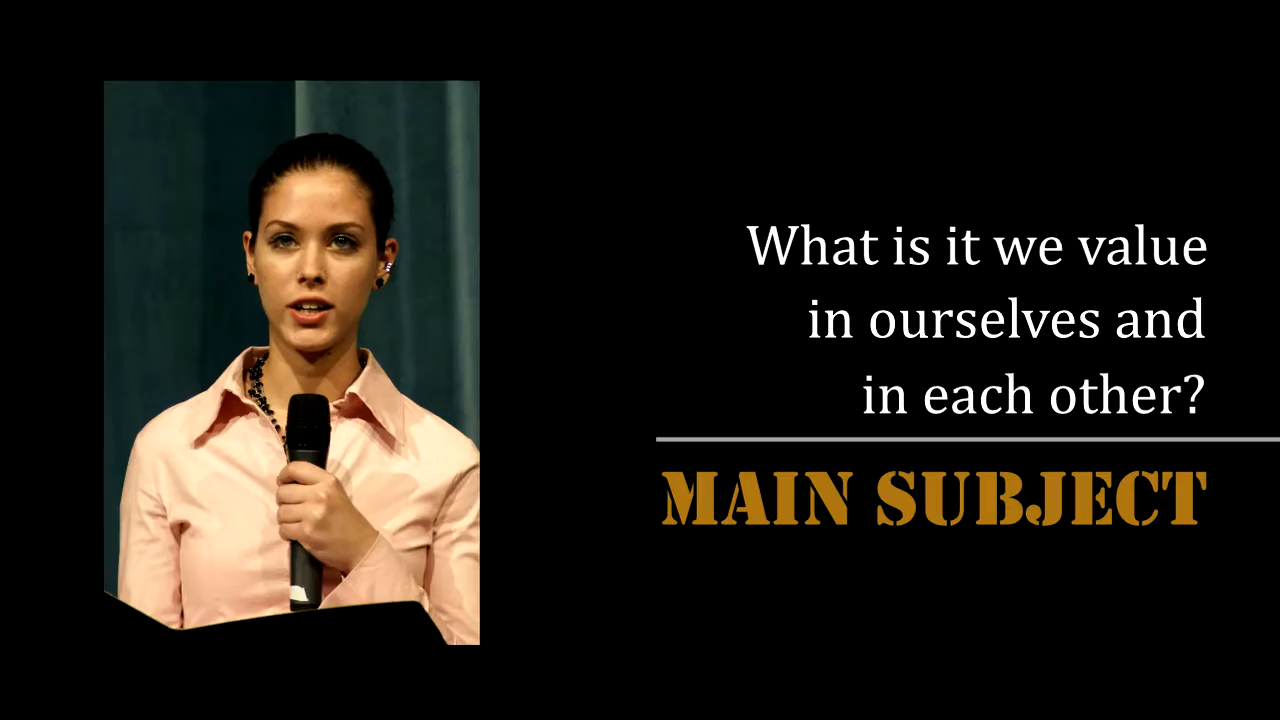 What is it we value
in ourselves and
in each other?
MAIN SUBJECT